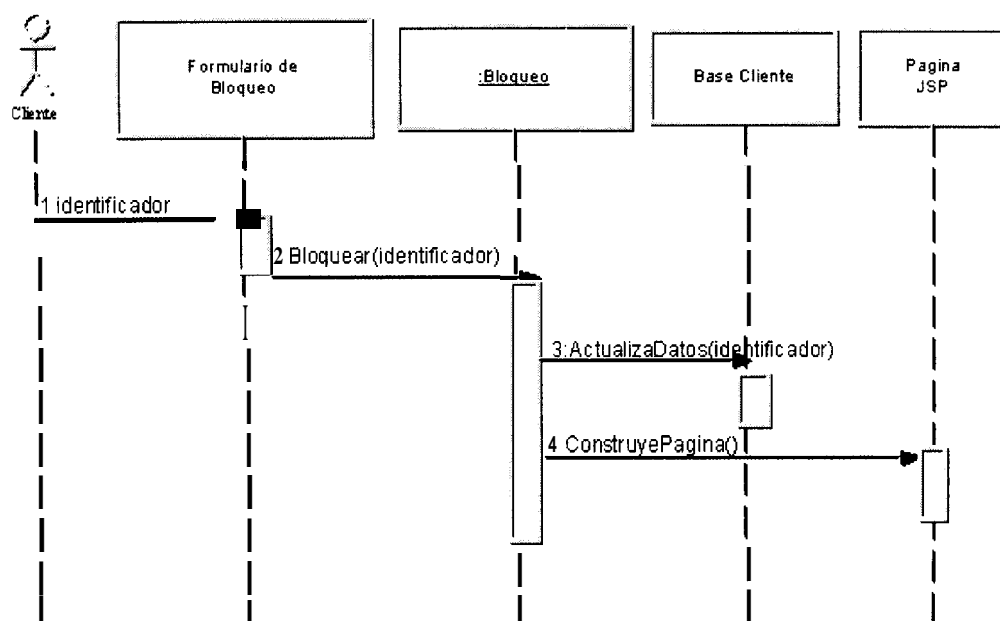 Formulario de
Bloqueo
:Bloqueo
Base Cliente
Pagina
JSP
Cliente
1 identificador
2 Bloquear(identificador)
3:ActualizaDatos(identificador)
4 ConstruyePagina()